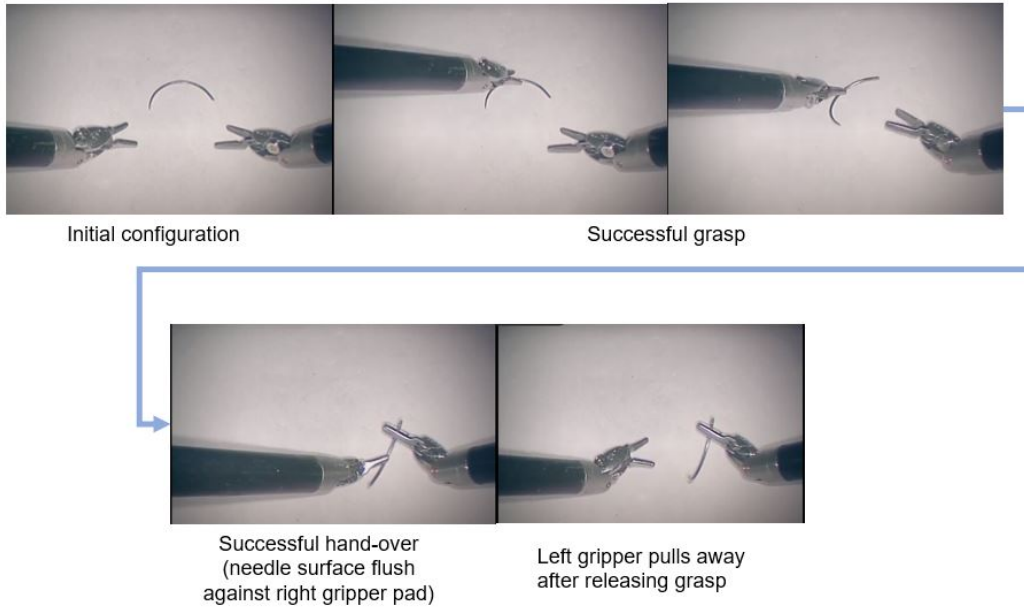 Initial configuration
Successful grasp
Successful hand-over
(needle surface flush
against right gripper pad)
Left gripper pulls away
after releasing grasp